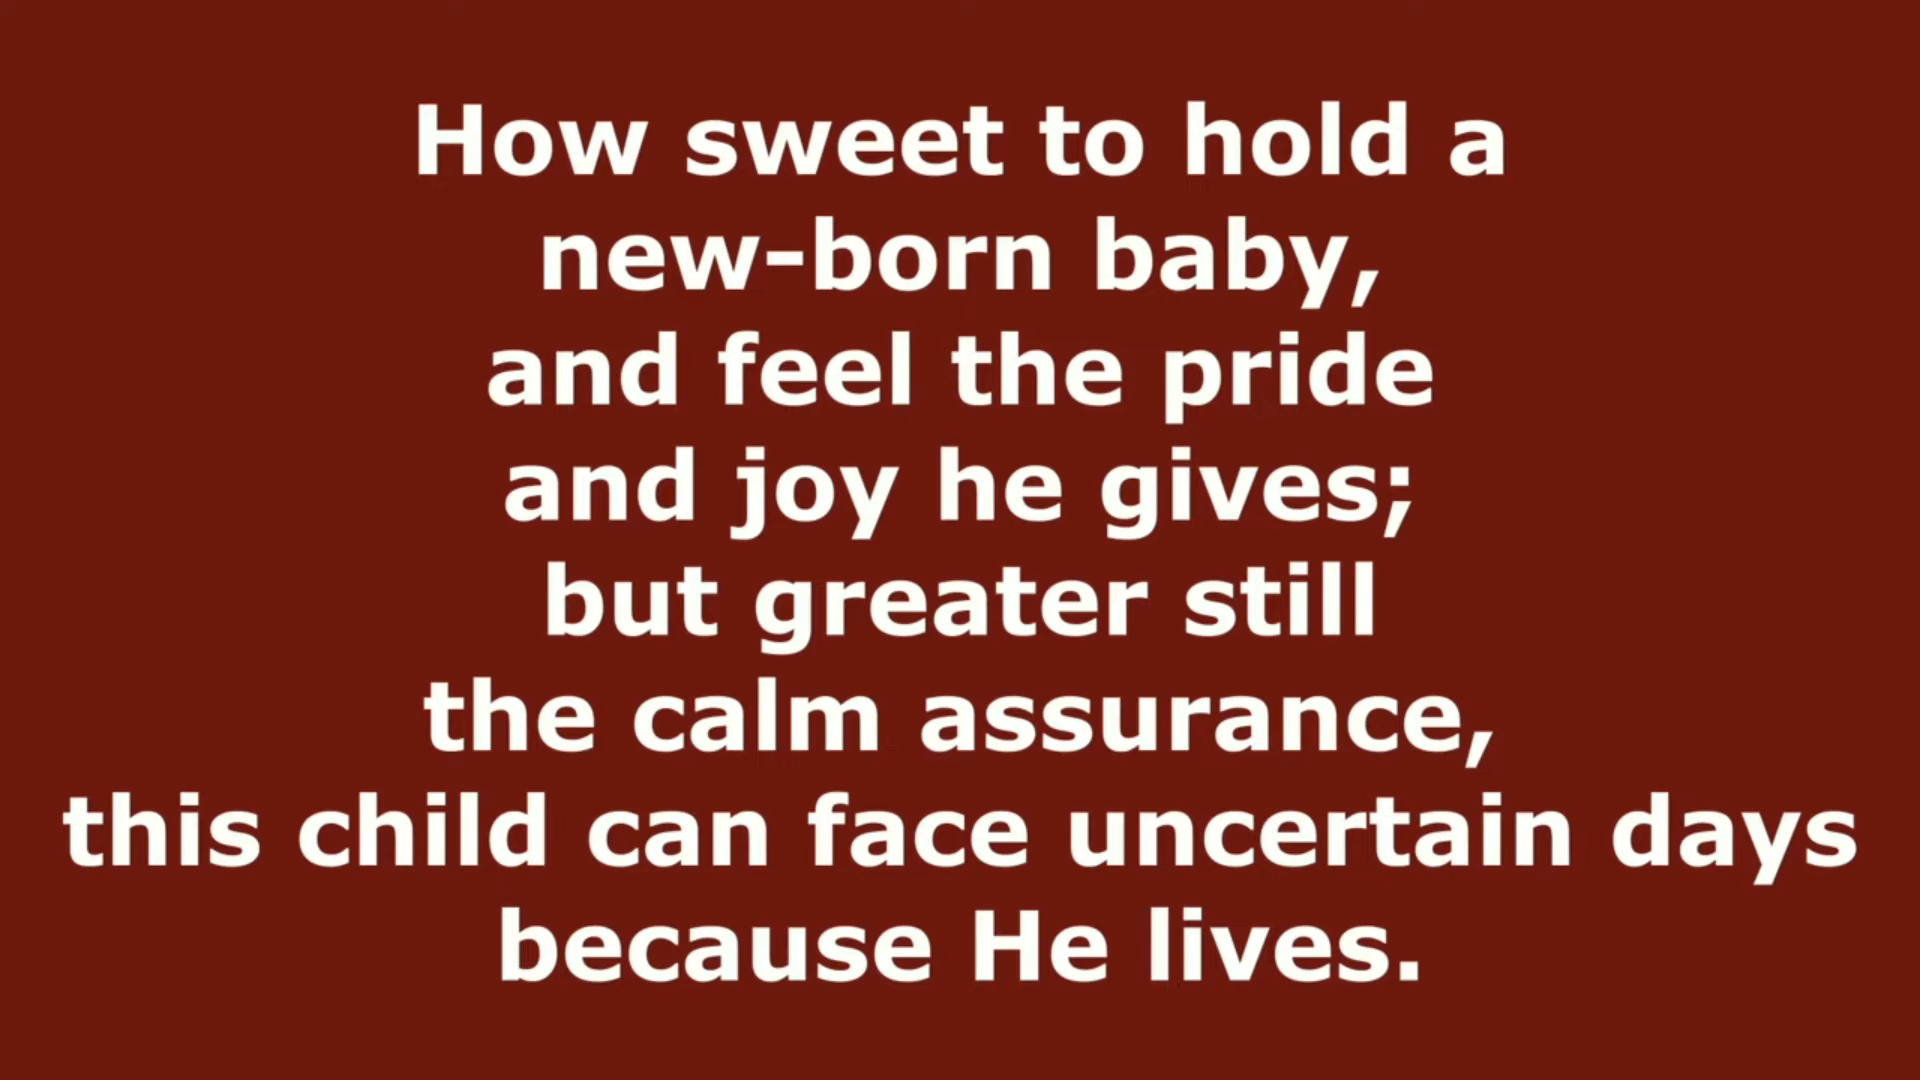 How sweet to hold a
new-born baby,
and feel the pride
and joy he gives;
but greater still
the calm assurance,
this child can face uncertain days
because He lives.